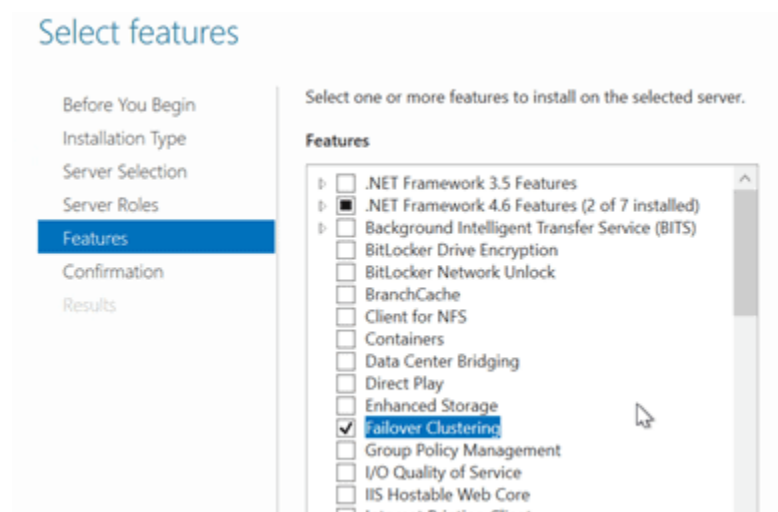 Select features
Before You Begin
Installation Type
Server Selection
Server Roles
Features
Confirmation
Results
Select one or more features to install on the selected server.
Features
.NET Framework 3.5 Features
.NET Framework 4.6 Features (2 of 7 installed)
Background Intelligent Transfer Service (BITS)
BitLocker Drive Encryption
BitLocker Network Unlock
BranchCache
Client for NFS
Containers
Data Center Bridging
Direct Play
Enhanced Storage
Failover Clustering
Group Policy Management
I/O Quality of Service
IIS Hostable Web Core